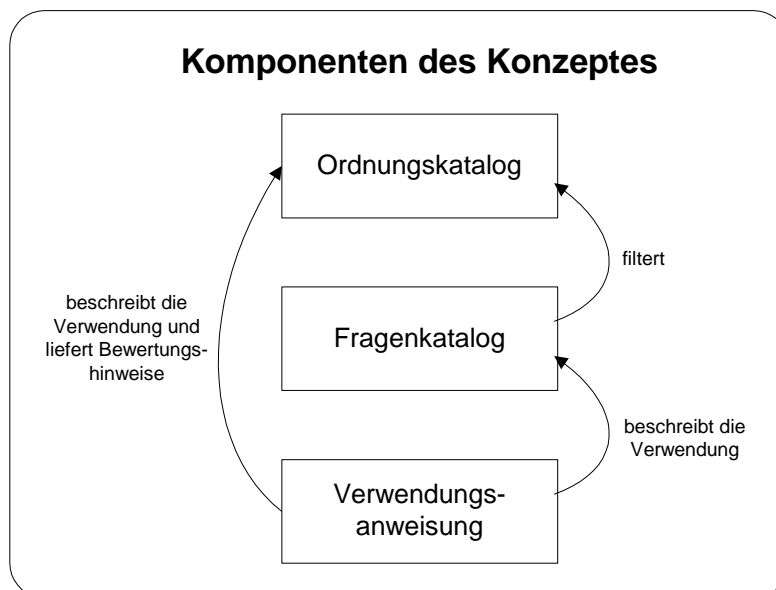 Komponenten des Konzeptes
Ordnungskatalog
filtert
beschreibt die
Verwendung und
liefert Bewertungs-
hinweise
Fragenkatalog
beschreibt die
Verwendung
Verwendungs-
anweisung